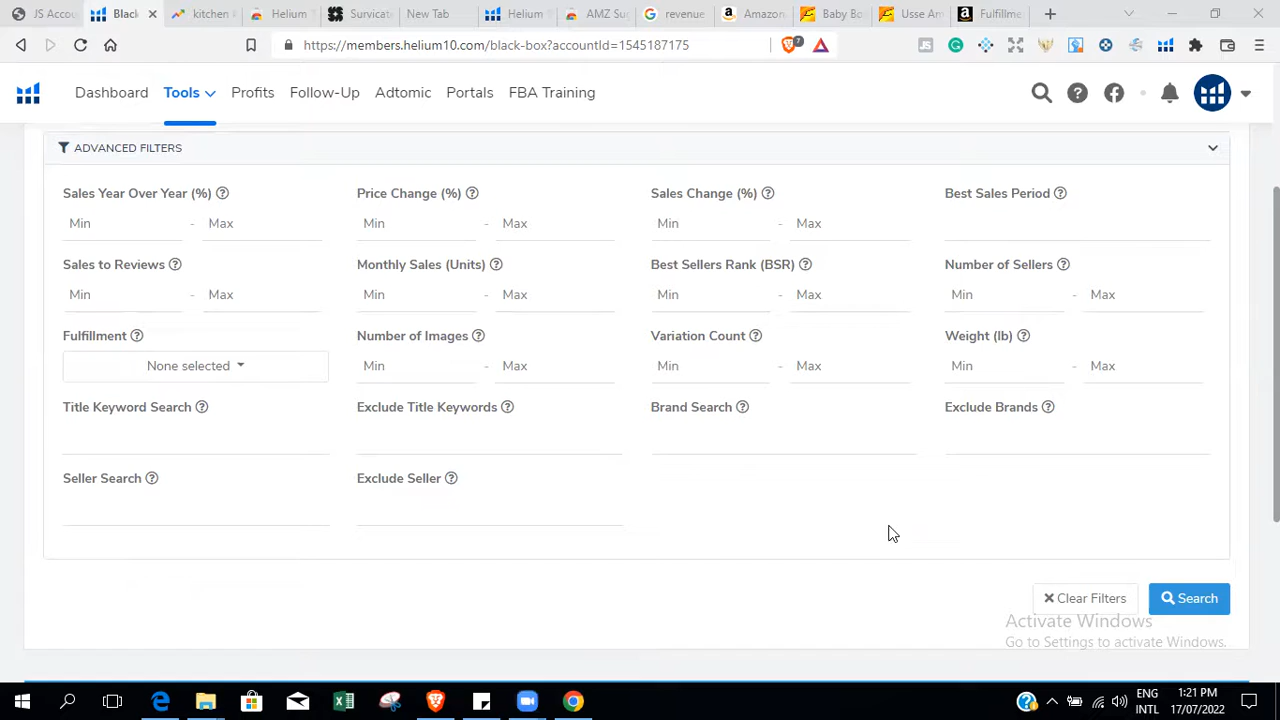 JS Accou
Black
kitchen
Helium 1
Survical
New Tab
Helium
AMZ Sug
revenue
Amazon
Baby Bo
Usse Am
Fulfillme
https://members.helium10.com/black-box?accountId=1545187175
7
Dashboard Tools Profits Follow-Up Adtomic Portals FBA Training
ADVANCED FILTERS
Sales Year Over Year (%) Price Change (%) Sales Change (%) Best Sales Period
Min - Max Min - Max Min - Max
Sales to Reviews Monthly Sales (Units) Best Sellers Rank (BSR) Number of Sellers
Min - Max Min - Max Min - Max Min - Max
Fulfillment Number of Images Variation Count Weight (lb)
None selected Min - Max Min - Max Min - Max
Title Keyword Search Exclude Title Keywords Brand Search Exclude Brands
Seller Search Exclude Seller
Clear Filters Search
Activate Windows
Go to Settings to activate Windows.
ENG 1:21 PM
INTL 17/07/2022